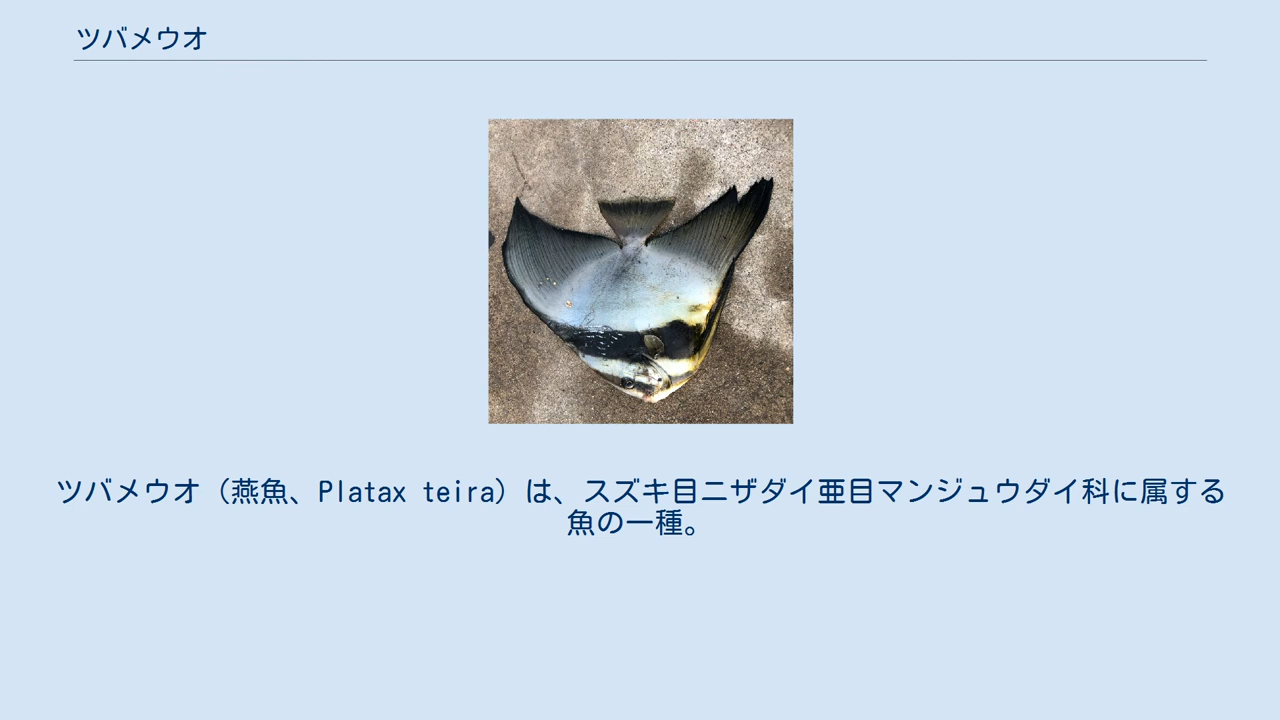 ツバメウオ
ツバメウオ（燕魚、Platax teira）は、スズキ目ニザダイ亜目マンジュウダイ科に属する
魚の一種。